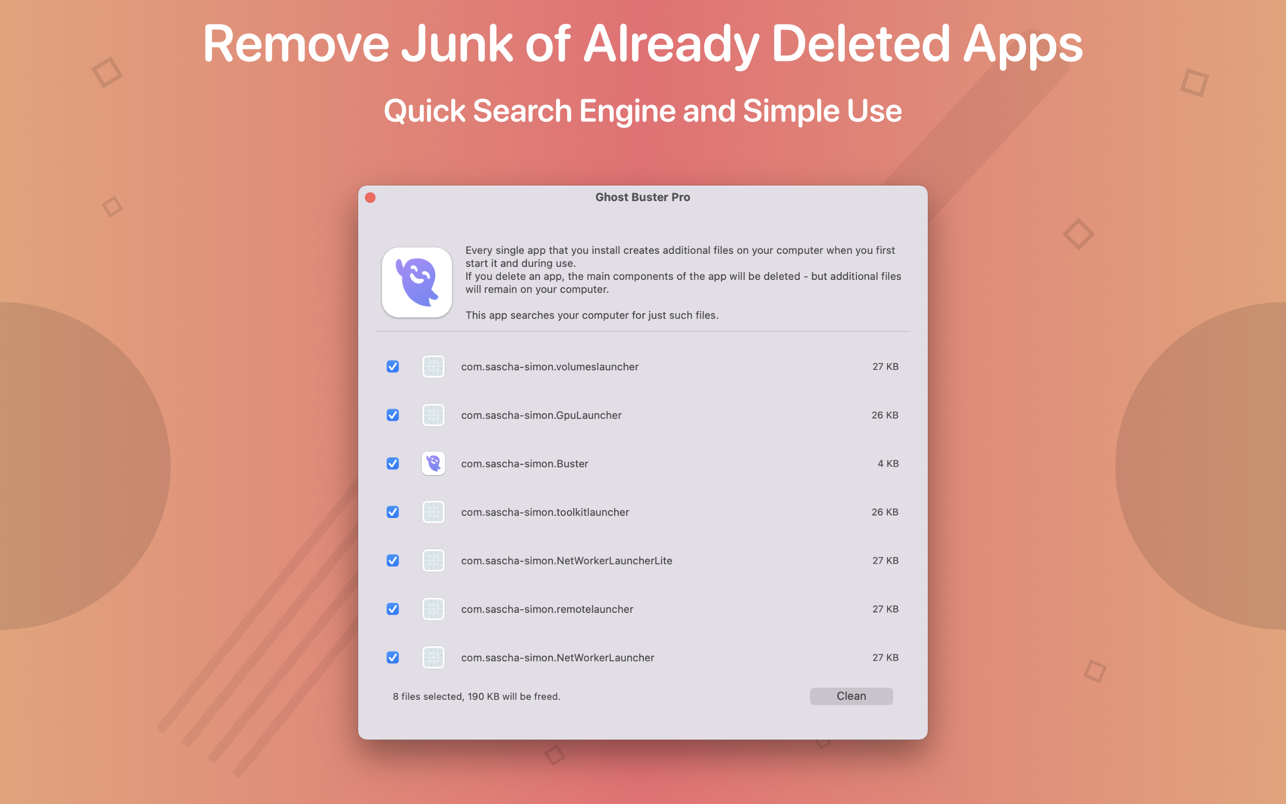 Remove Junk of Already Deleted Apps
Quick Search Engine and Simple Use
Ghost Buster Pro
Every single app that you install creates additional files on your computer when you first
start it and during use.
If you delete an app, the main components of the app will be deleted - but additional files
will remain on your computer.
This app searches your computer for just such files.
com.sascha-simon.volumeslauncher 27 KB
com.sascha-simon.GpuLauncher 26 KB
com.sascha-simon.Buster 4 KB
com.sascha-simon.toolkitlauncher 26 KB
com.sascha-simon.NetWorkerLauncherLite 27 KB
com.sascha-simon.remotelauncher 27 KB
com.sascha-simon.NetWorkerLauncher 27 KB
8 files selected, 190 KB will be freed. Clean